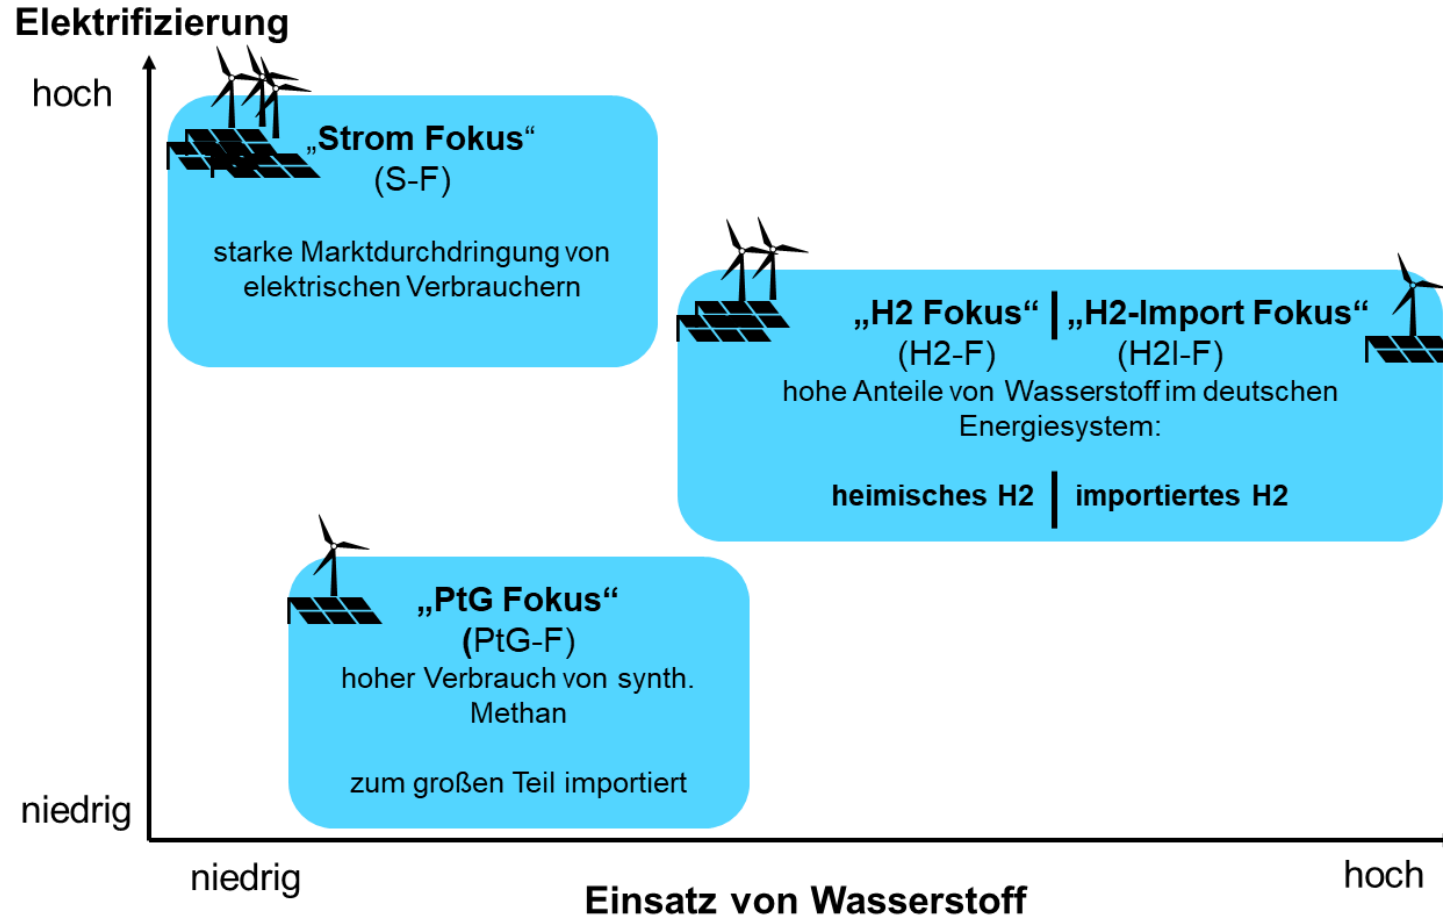 Elektrifizierung
hoch
„Strom Fokus“
(S-F)
starke Marktdurchdringung von
elektrischen Verbrauchern
„H2 Fokus“ | „H2-Import Fokus“
(H2-F) (H2I-F)
hohe Anteile von Wasserstoff im deutschen
Energiesystem:
heimisches H2 | importiertes H2
„PtG Fokus“
(PtG-F)
hoher Verbrauch von synth.
Methan
zum großen Teil importiert
niedrig
niedrig
hoch
Einsatz von Wasserstoff